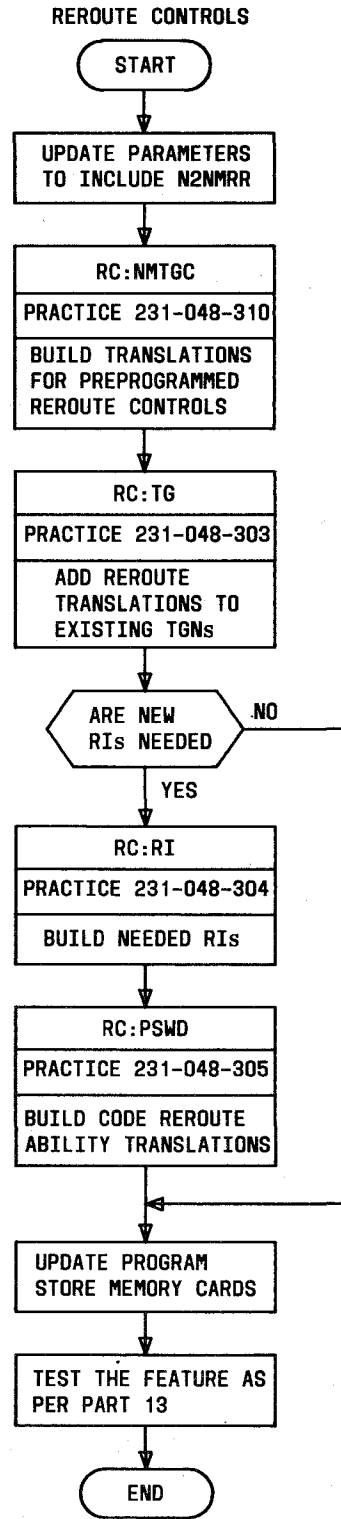 REROUTE CONTROLS
START
UPDATE PARAMETERS
TO INCLUDE N2NMRR
RC:NMTGC
PRACTICE 231-048-310
BUILD TRANSLATIONS
FOR PREPROGRAMMED
REROUTE CONTROLS
RC:TG
PRACTICE 231-048-303
ADD REROUTE
TRANSLATIONS TO
EXISTING TGNs
ARE NEW
RIs NEEDED
NO
YES
RC:RI
PRACTICE 231-048-304
BUILD NEEDED RIs
RC:PSWD
PRACTICE 231-048-305
BUILD CODE REROUTE
ABILITY TRANSLATIONS
UPDATE PROGRAM
STORE MEMORY CARDS
TEST THE FEATURE AS
PER PART 13
END